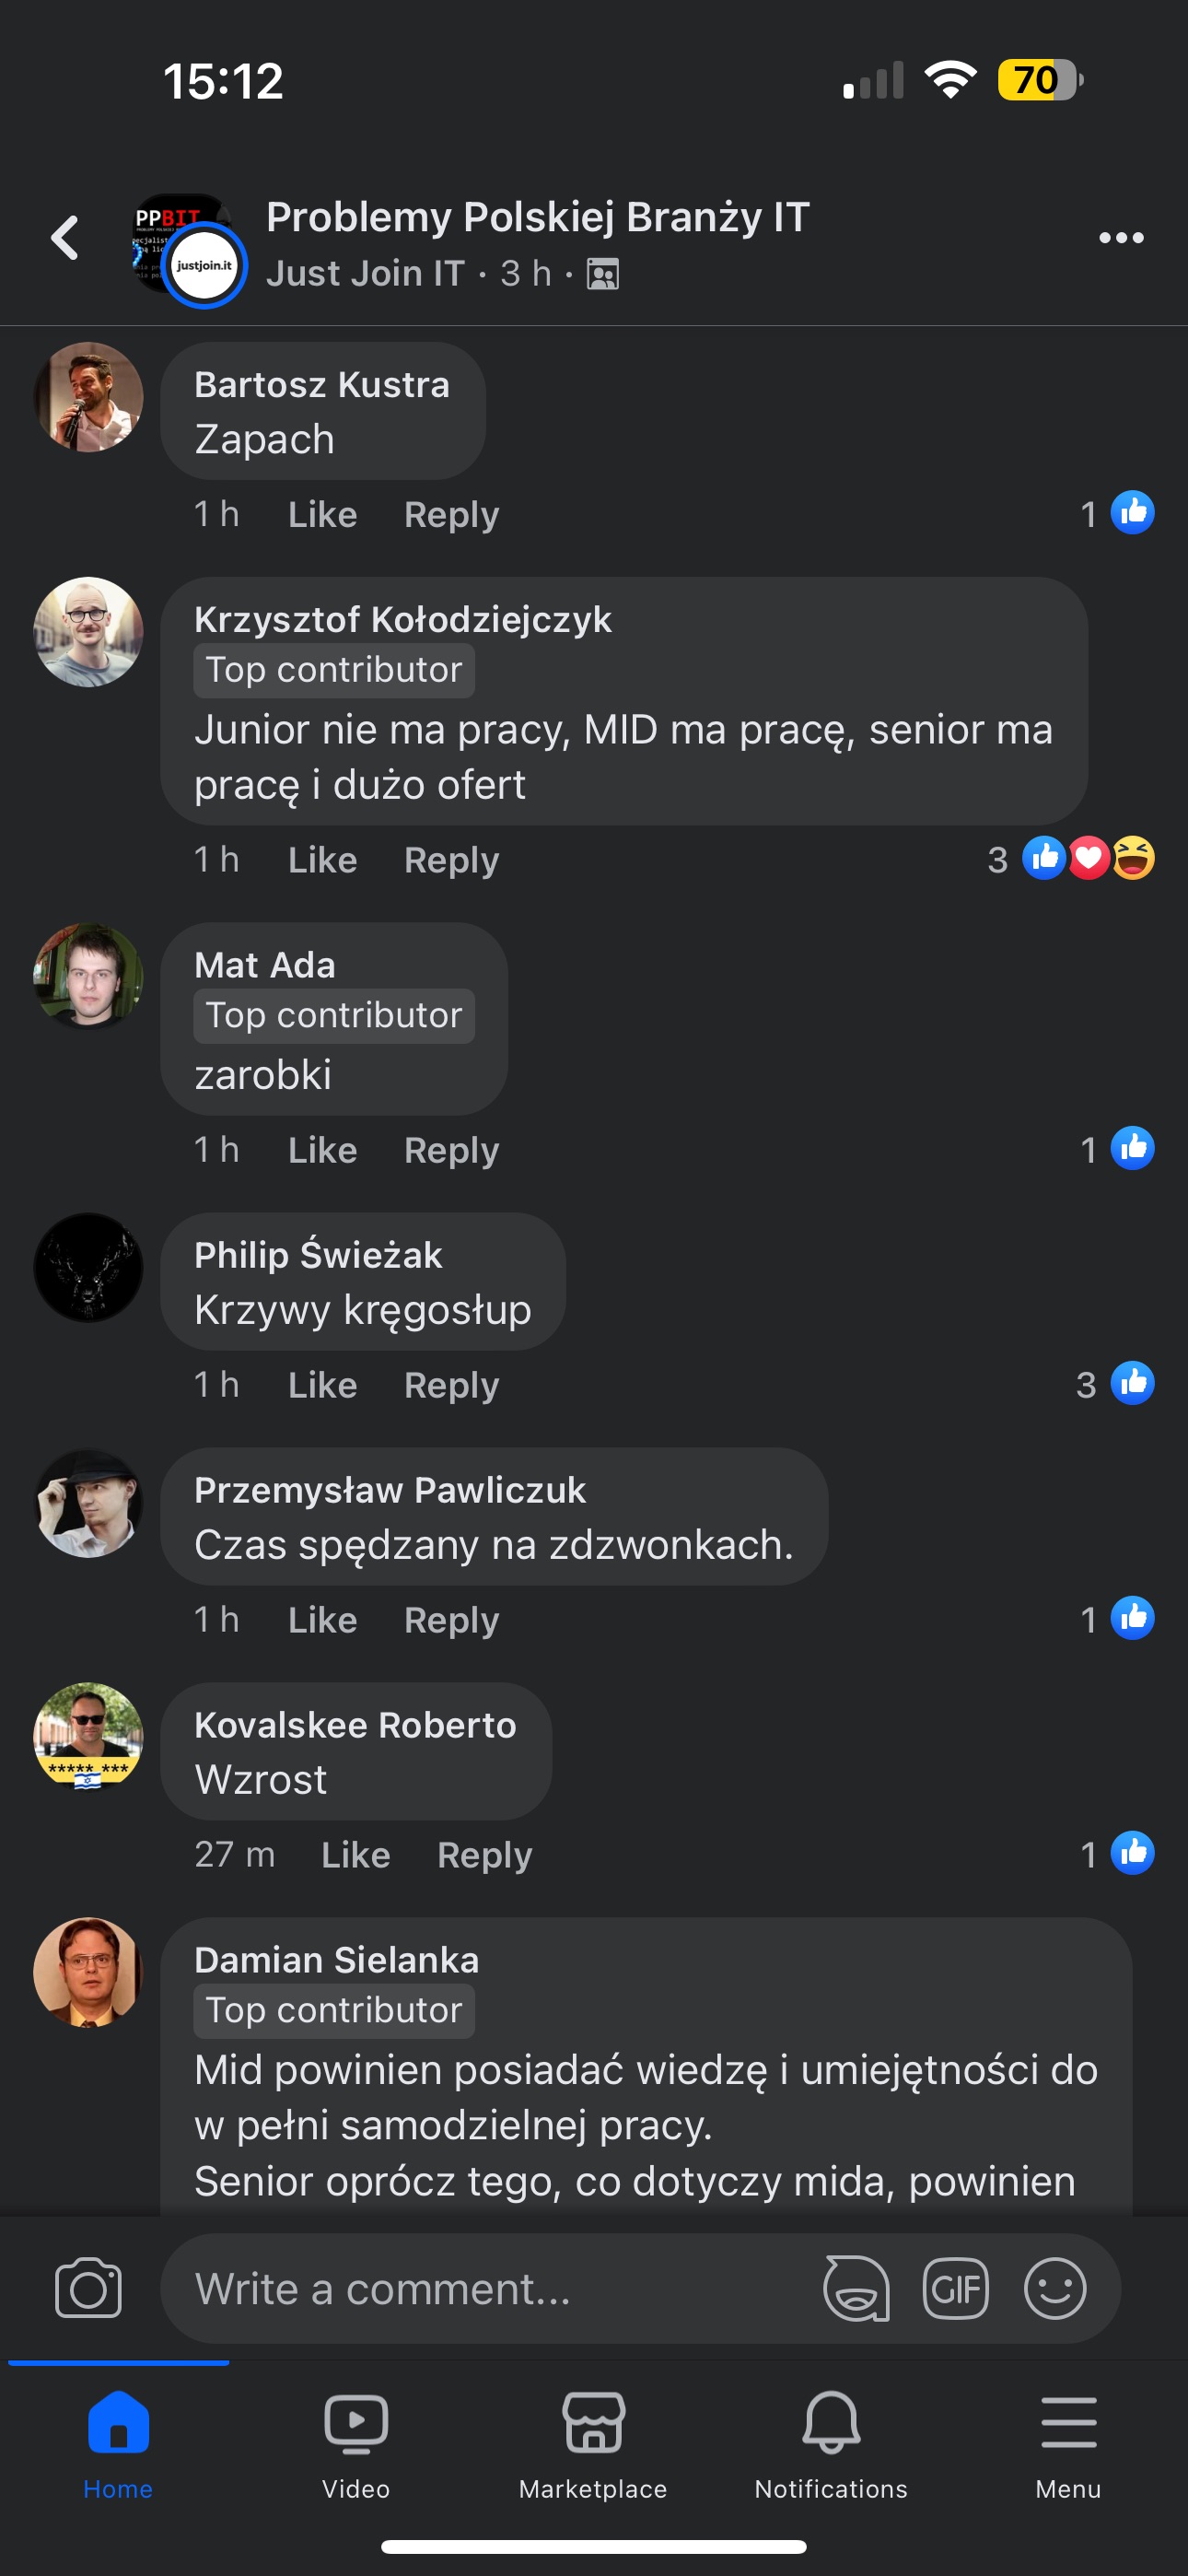 15:12
70
PPBIT
justjoin.it
Problemy Polskiej Branży IT
Just Join IT · 3 h ·
Bartosz Kustra
Zapach
1 h Like Reply 1
Krzysztof Kołodziejczyk
Top contributor
Junior nie ma pracy, MID ma pracę, senior ma
pracę i dużo ofert
1 h Like Reply 3
Mat Ada
Top contributor
zarobki
1 h Like Reply 1
Philip Świeżak
Krzywy kręgosłup
1 h Like Reply 3
Przemysław Pawliczuk
Czas spędzany na zdzwonkach.
1 h Like Reply 1
***** ***
Kovalskee Roberto
Wzrost
27 m Like Reply 1
Damian Sielanka
Top contributor
Mid powinien posiadać wiedzę i umiejętności do
w pełni samodzielnej pracy.
Senior oprócz tego, co dotyczy mida, powinien
Write a comment...
GIF
Home Video Marketplace Notifications Menu